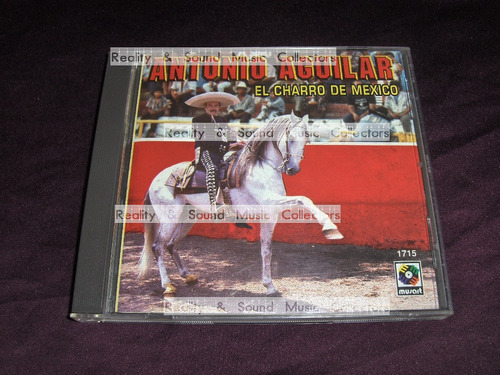 Reality & Sound Music Collectors
ANTONIO AGUILAR
EL CHARRO DE MEXICO
Reality & Sound Music Collectors
Reality & Sound Music Collectors
1715
musart
Reality & Sound Music Collectors